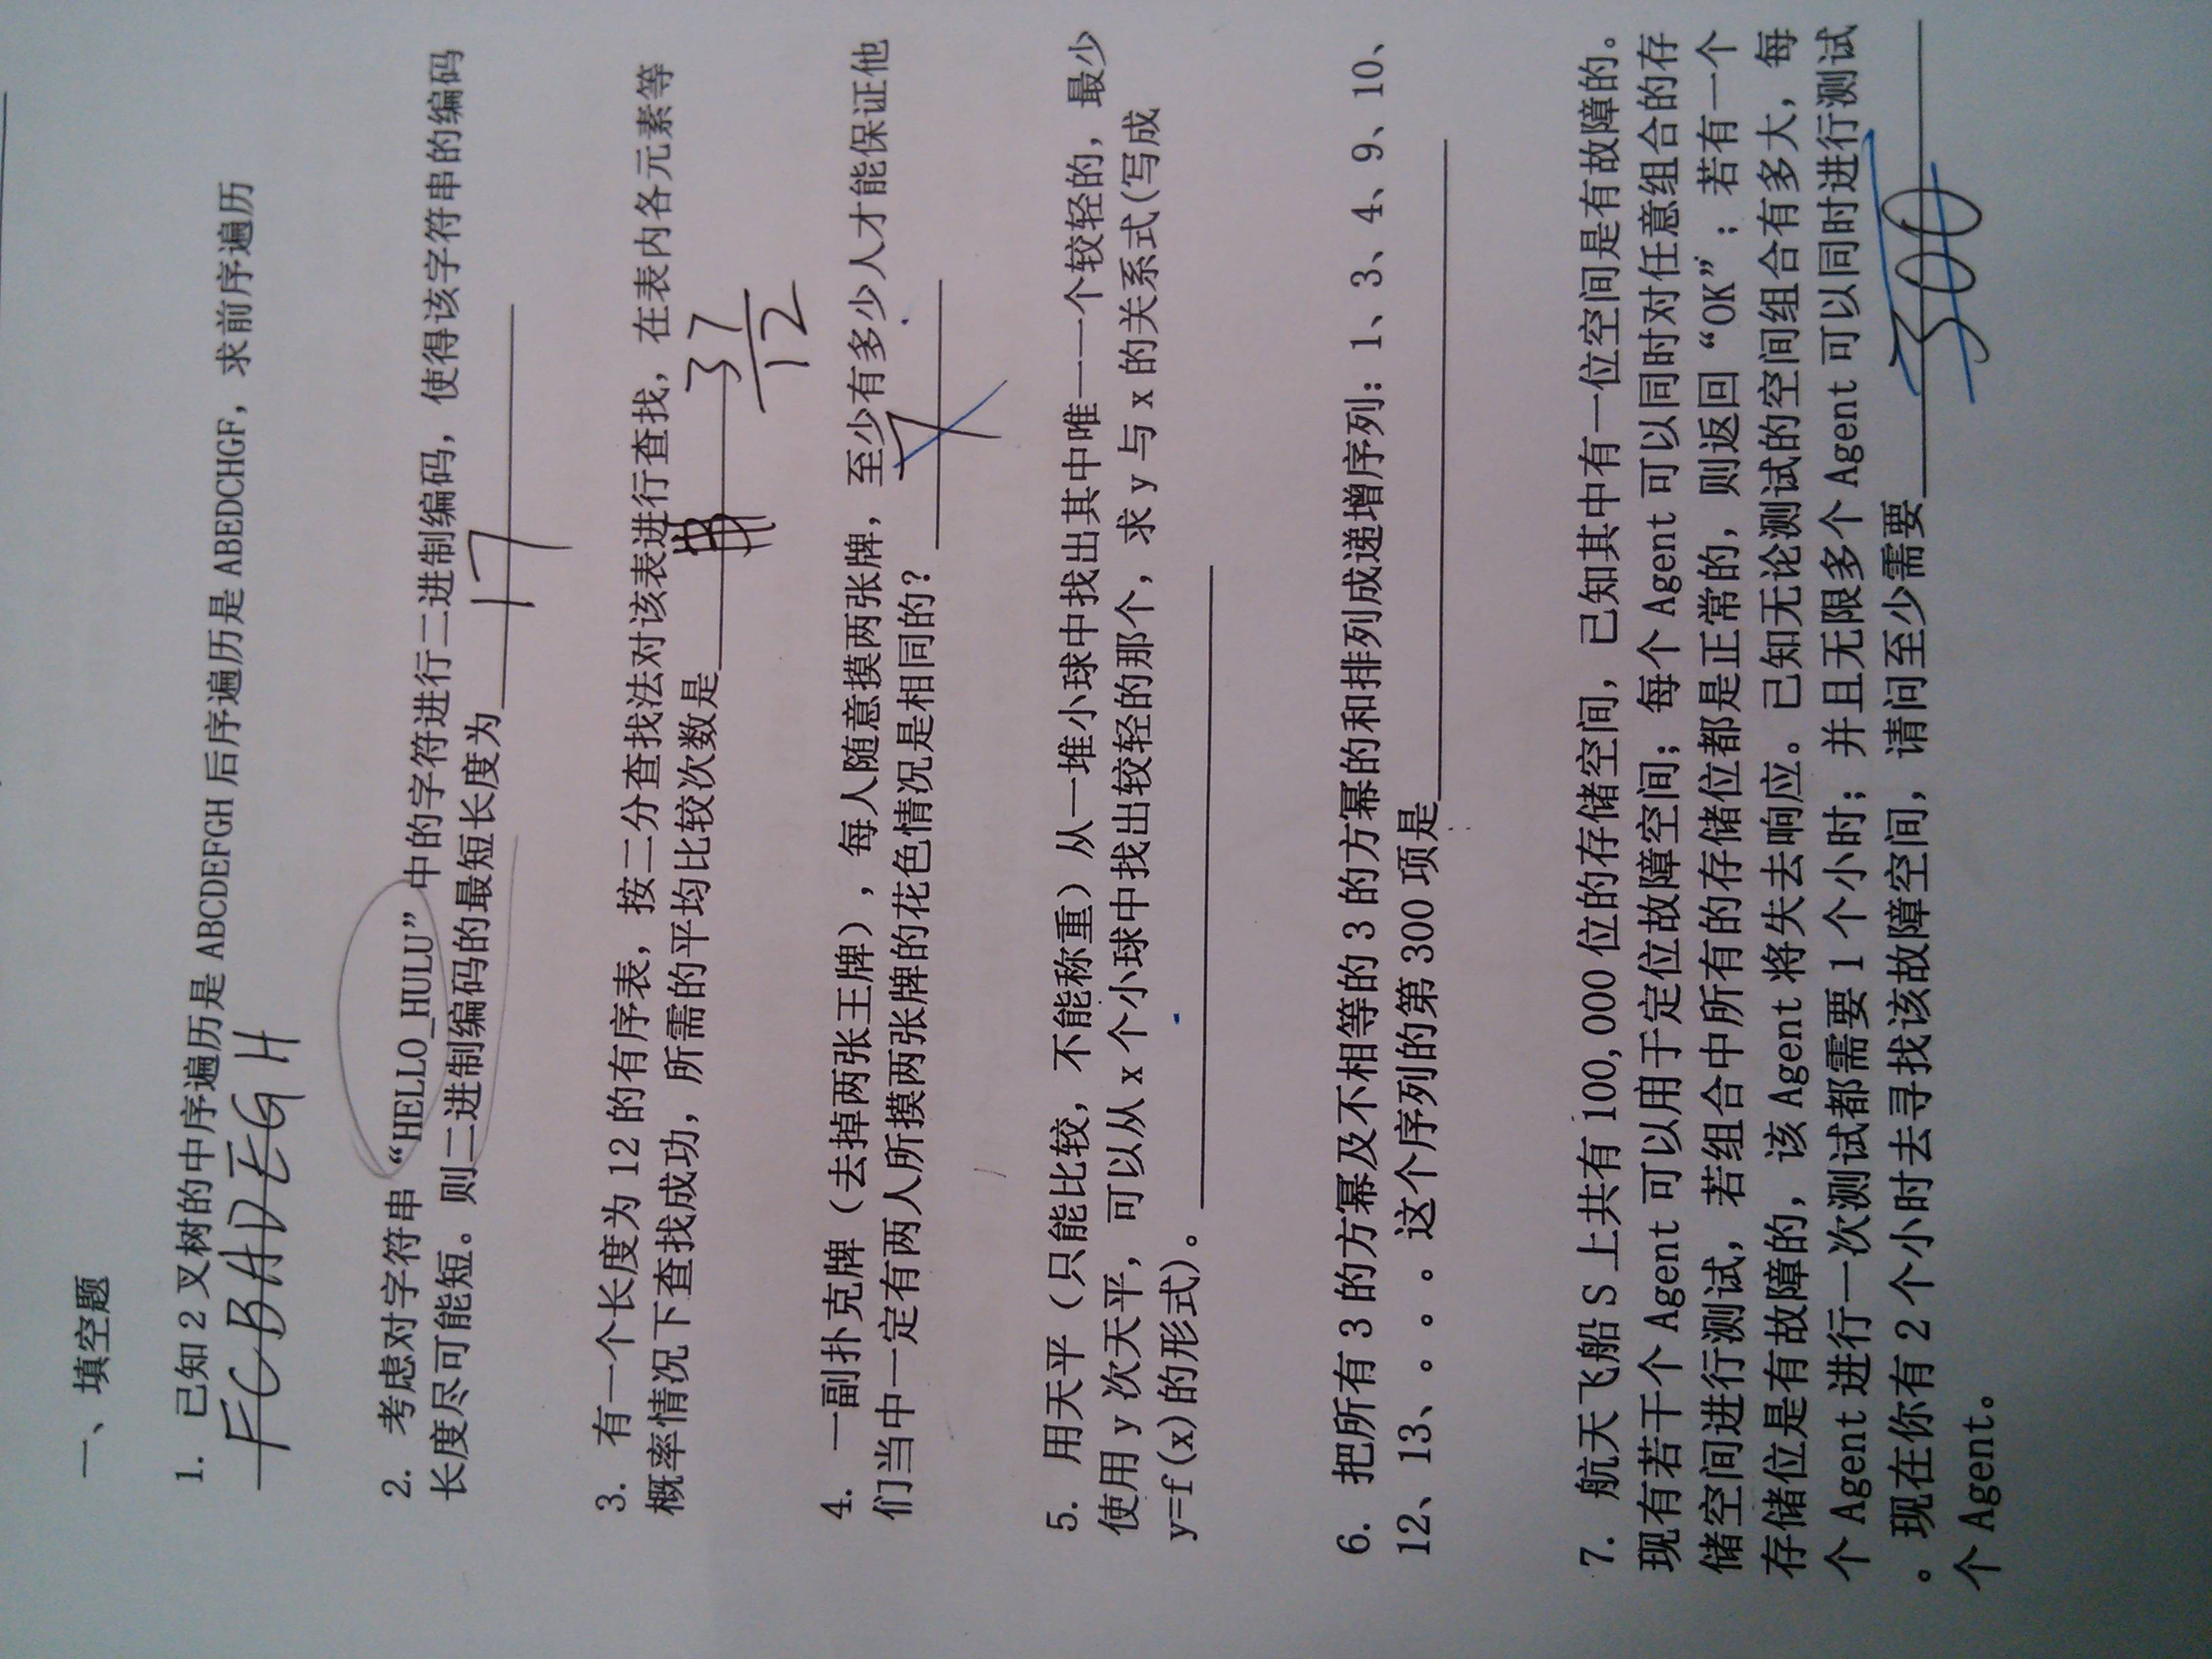 一、填空题
1. 已知 2 叉树的中序遍历是 ABCDEFGH 后序遍历是 ABEDCHGF，求前序遍历
FCBADEGH
2. 考虑对字符串 “HELLO_HULU” 中的字符进行二进制编码，使得该字符串的编码
长度尽可能短。则二进制编码的最短长度为
17
3. 有一个长度为 12 的有序表，按二分查找法对该表进行查找，在表内各元素等
概率情况下查找成功，所需的平均比较次数是
37
12
4. 一副扑克牌（去掉两张王牌），每人随意摸两张牌，至少有多少人才能保证他
们当中一定有两人所摸两张牌的花色情况是相同的？
7
5. 用天平（只能比较，不能称重）从一堆小球中找出其中唯一一个较轻的，最少
使用 y 次天平，可以从 x 个小球中找出较轻的那个，求 y 与 x 的关系式(写成
y=f(x)的形式)。
6. 把所有 3 的方幂及不相等的 3 的方幂的和排列成递增序列：1、3、4、9、10、
12、13、。。。这个序列的第 300 项是
7. 航天飞船 S 上共有 100,000 位的存储空间，已知其中有一位空间是有故障的。
现有若干个 Agent 可以用于定位故障空间；每个 Agent 可以同时对任意组合的存
储空间进行测试，若组合中所有的存储位都是正常的，则返回 “OK”；若有一个
存储位是有故障的，该 Agent 将失去响应。已知无论测试的空间组合有多大，每
个 Agent 进行一次测试都需要 1 个小时；并且无限多个 Agent 可以同时进行测试
。现在你有 2 个小时去寻找该故障空间，请问至少需要
300
个 Agent。